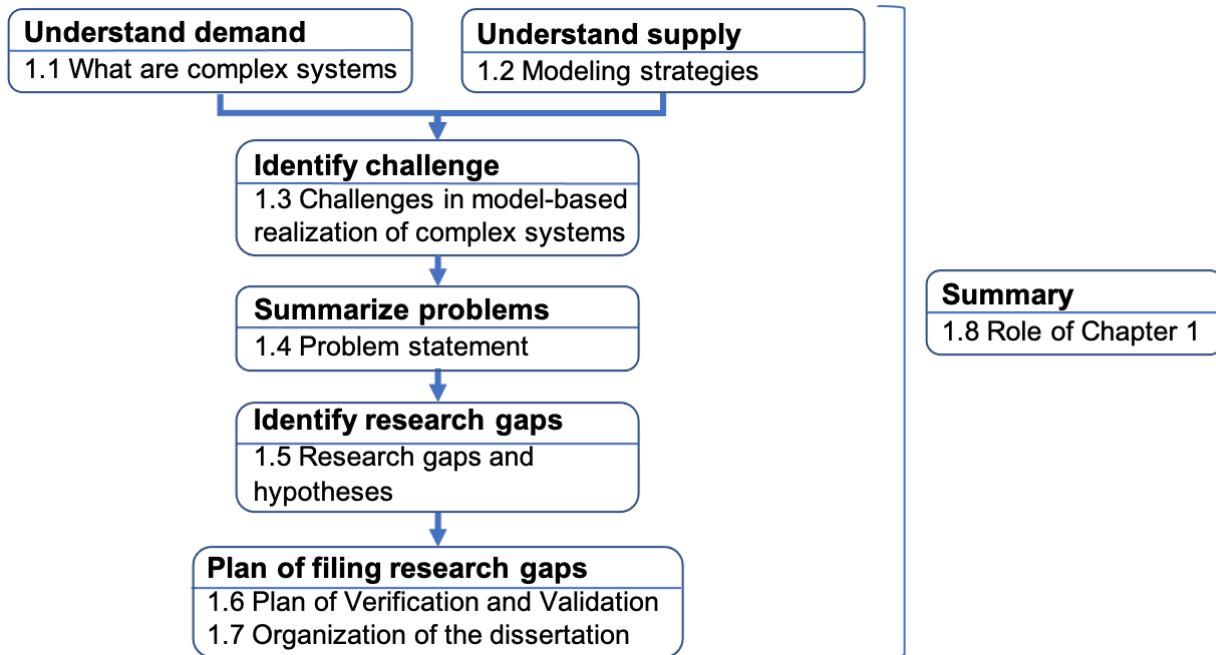 Understand demand
1.1 What are complex systems
Understand supply
1.2 Modeling strategies
Identify challenge
1.3 Challenges in model-based
realization of complex systems
Summarize problems
1.4 Problem statement
Identify research gaps
1.5 Research gaps and
hypotheses
Plan of filing research gaps
1.6 Plan of Verification and Validation
1.7 Organization of the dissertation
Summary
1.8 Role of Chapter 1